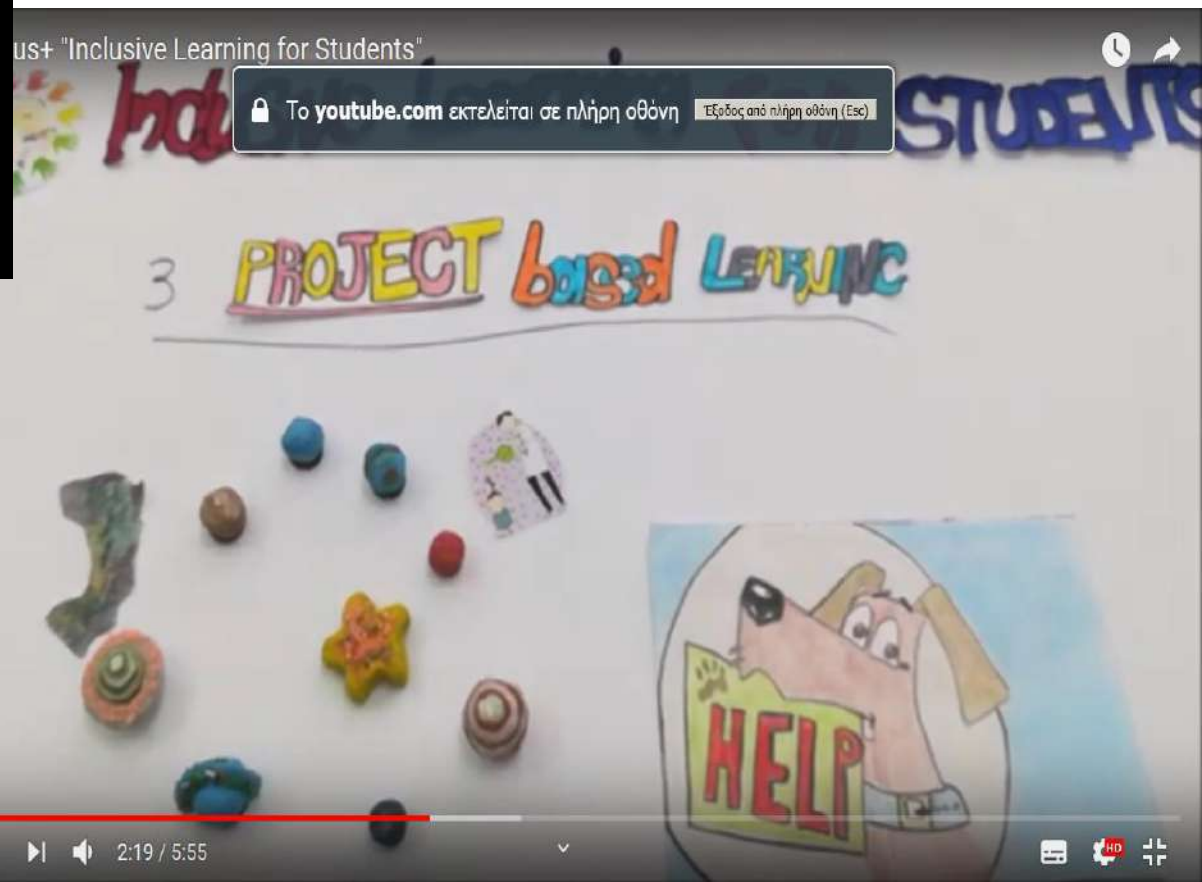 us+ "Inclusive Learning for Students"
Το youtube.com εκτελείται σε πλήρη οθόνη Έξοδος από πλήρη οθόνη (Esc)
STUDENTS
3 PROJECT based LEARNING
HELP
2:19 / 5:55
HD